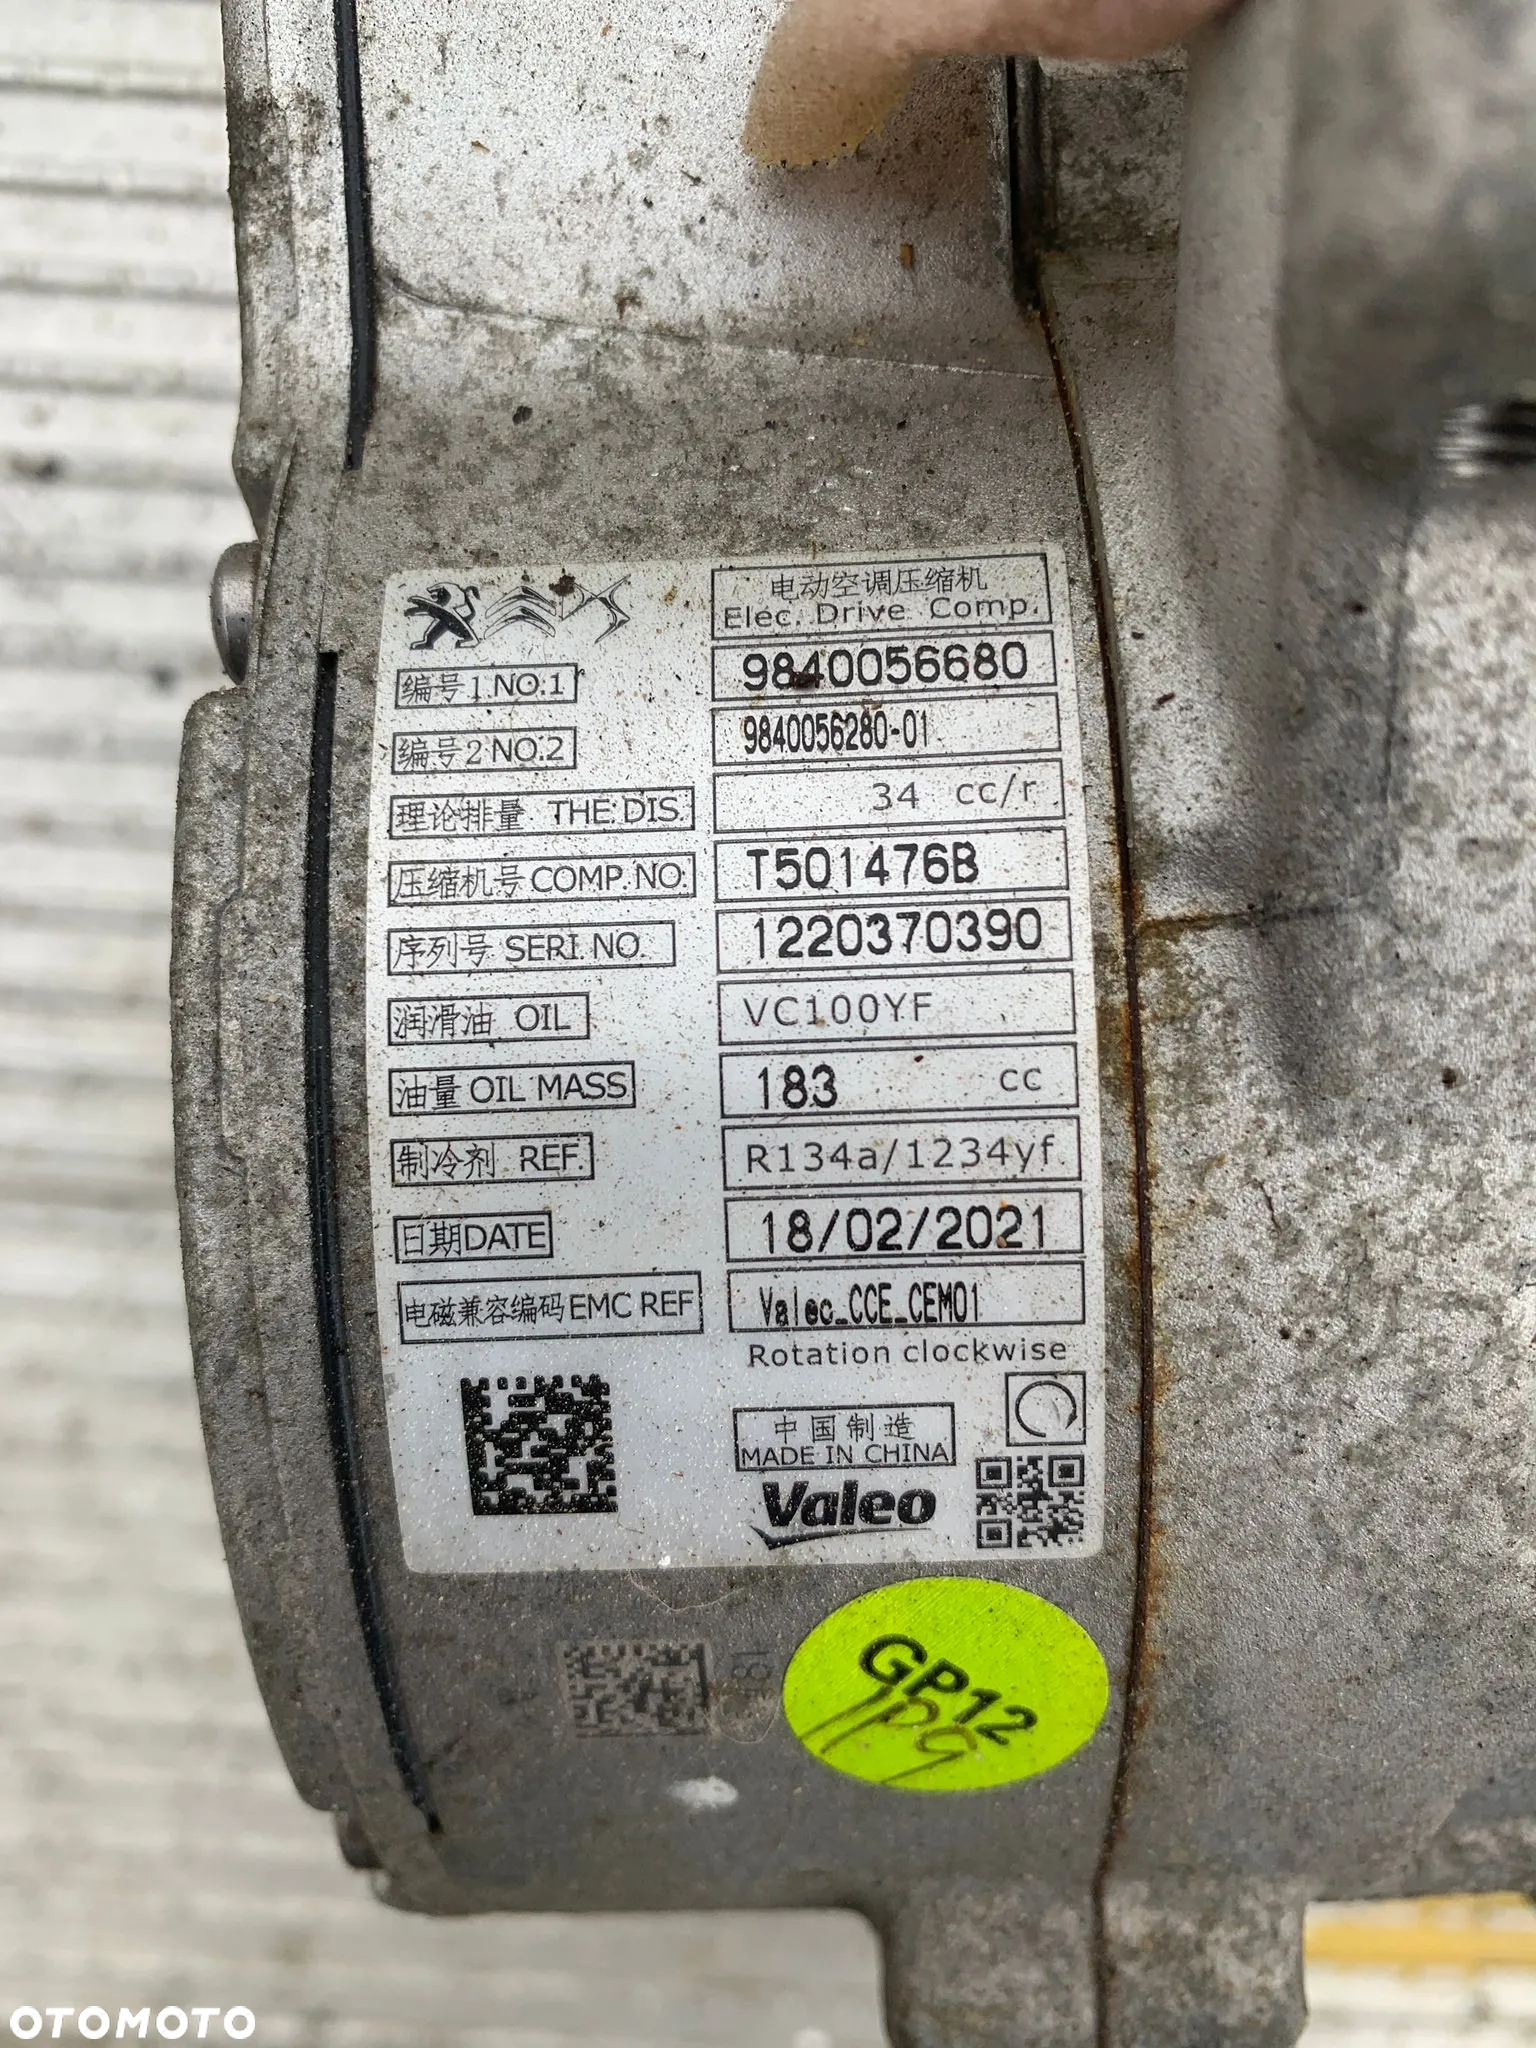 电动空调压缩机
Elec. Drive Comp.
编号1 NO.1 9840056680
编号2 NO.2 9840056280-01
理论排量 THE.DIS. 34 cc/r
压缩机号 COMP.NO. T501476B
序列号 SERI.NO. 1220370390
润滑油 OIL VC100YF
油量 OIL MASS 183 cc
制冷剂 REF. R134a/1234yf
日期DATE 18/02/2021
电磁兼容编码 EMC REF Valeo_CCE_CEM01
Rotation clockwise
中国制造
MADE IN CHINA
Valeo
GP12
OTOMOTO